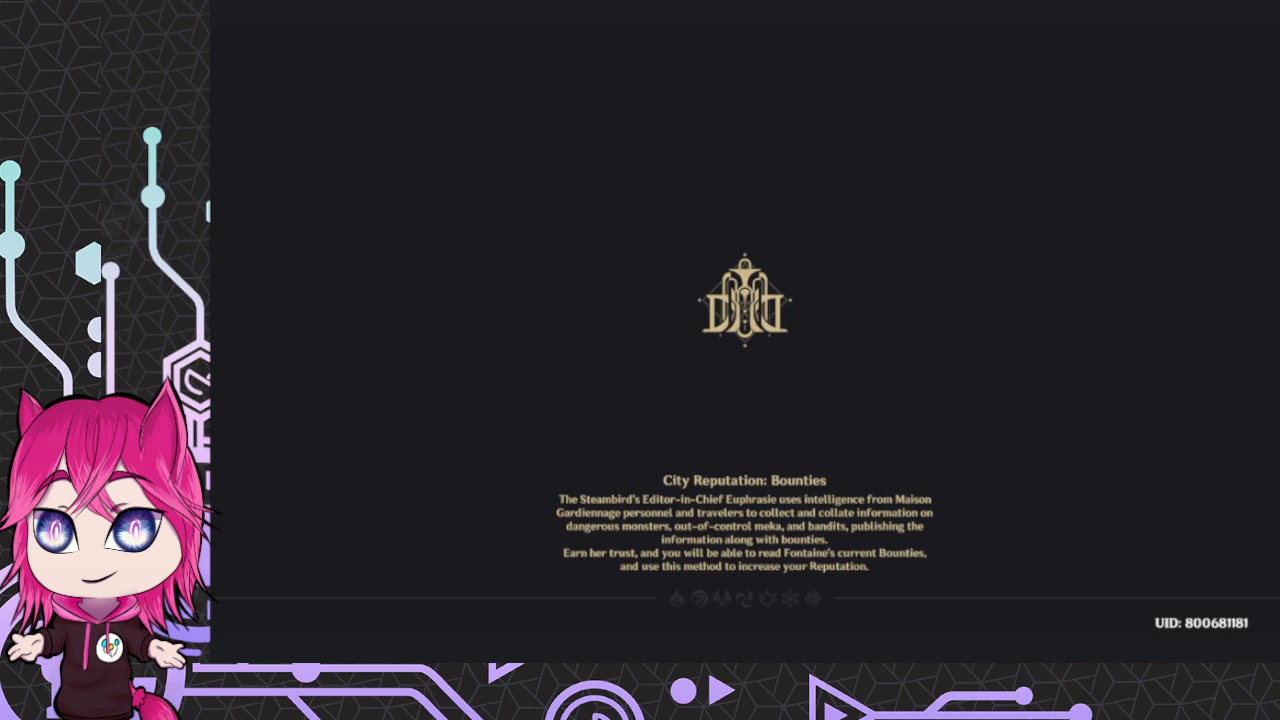 City Reputation: Bounties
The Steambird's Editor-in-Chief Euphrasie uses intelligence from Maison
Gardiennage personnel and travelers to collect and collate information on
dangerous monsters, out-of-control meka, and bandits, publishing the
information along with bounties.
Earn her trust, and you will be able to read Fontaine's current Bounties,
and use this method to increase your Reputation.
UID: 800681181